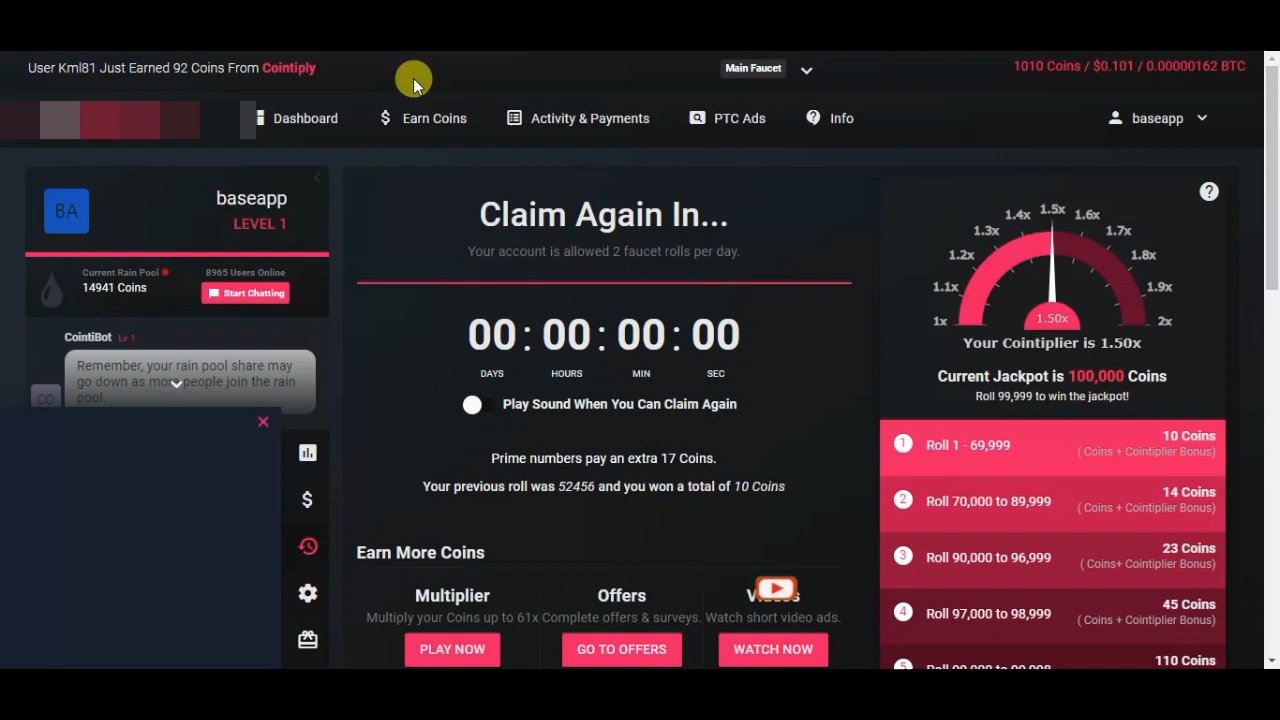 User Kml81 Just Earned 92 Coins From Cointiply
Main Faucet
1010 Coins / $0.101 / 0.00000162 BTC
Dashboard
$ Earn Coins
Activity & Payments
PTC Ads
Info
baseapp
BA
baseapp
LEVEL 1
Current Rain Pool
14941 Coins
8965 Users Online
Start Chatting
CointiBot Lv 1
CO
Remember, your rain pool share may
go down as more people join the rain
pool.
Claim Again In...
Your account is allowed 2 faucet rolls per day.
00 : 00 : 00 : 00
DAYS HOURS MIN SEC
Play Sound When You Can Claim Again
Prime numbers pay an extra 17 Coins.
Your previous roll was 52456 and you won a total of 10 Coins
Earn More Coins
Multiplier
Multiply your Coins up to 61x
PLAY NOW
Offers
Complete offers & surveys.
GO TO OFFERS
Watch short video ads.
WATCH NOW
?
1x 1.1x 1.2x 1.3x 1.4x 1.5x 1.6x 1.7x 1.8x 1.9x 2x
1.50x
Your Cointiplier is 1.50x
Current Jackpot is 100,000 Coins
Roll 99,999 to win the jackpot!
1 Roll 1 - 69,999 10 Coins
( Coins + Cointiplier Bonus)
2 Roll 70,000 to 89,999 14 Coins
( Coins + Cointiplier Bonus)
3 Roll 90,000 to 96,999 23 Coins
( Coins+ Cointiplier Bonus)
4 Roll 97,000 to 98,999 45 Coins
( Coins + Cointiplier Bonus)
110 Coins